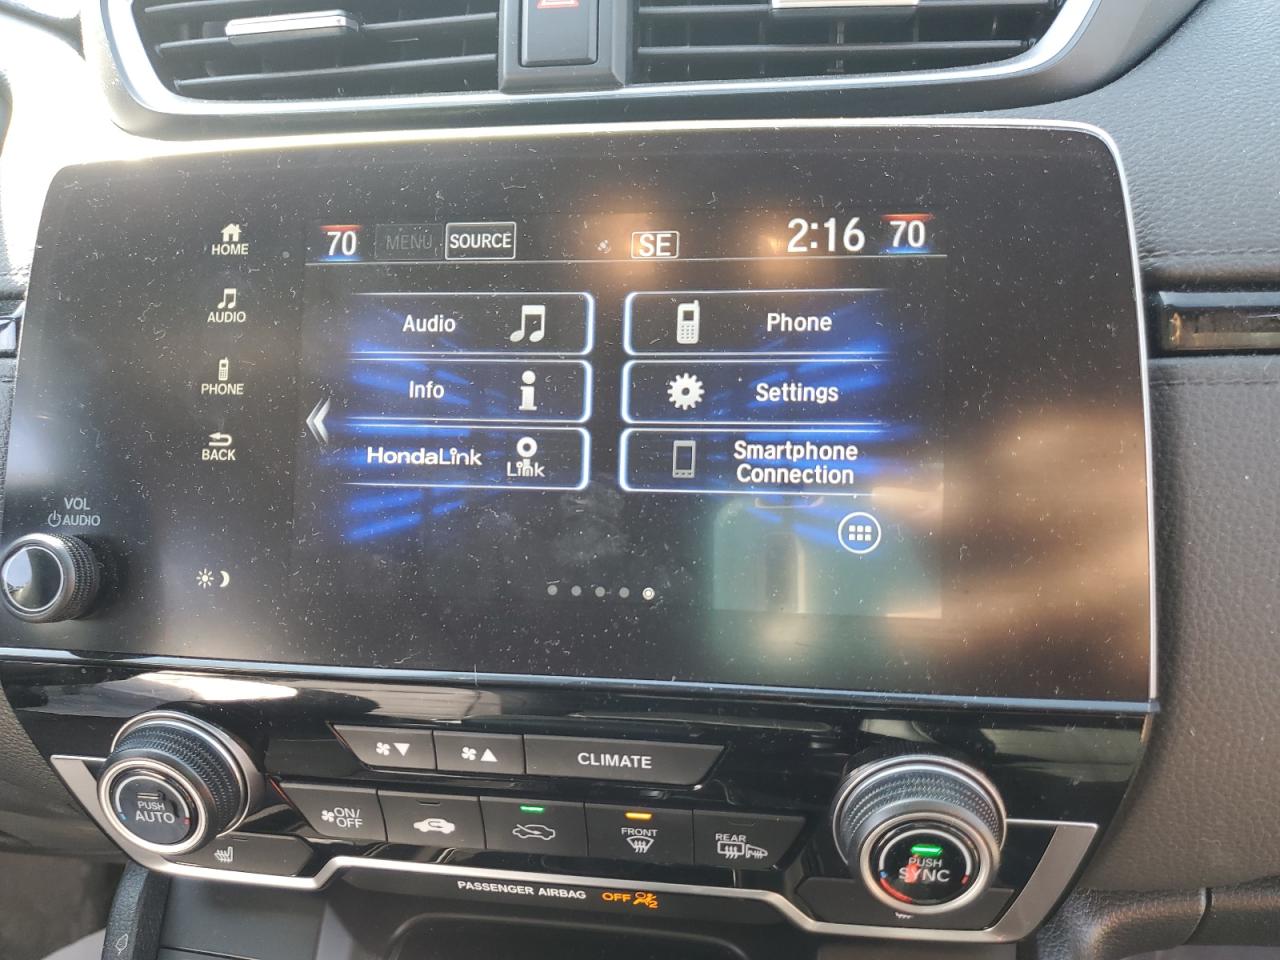 HOME
AUDIO
PHONE
BACK
VOL
AUDIO
70 MENU SOURCE SE 2:16 70
Audio
Phone
Info
Settings
HondaLink Link
Smartphone
Connection
CLIMATE
PUSH
AUTO
ON/
OFF
FRONT
REAR
PUSH
SYNC
PASSENGER AIRBAG OFF 2